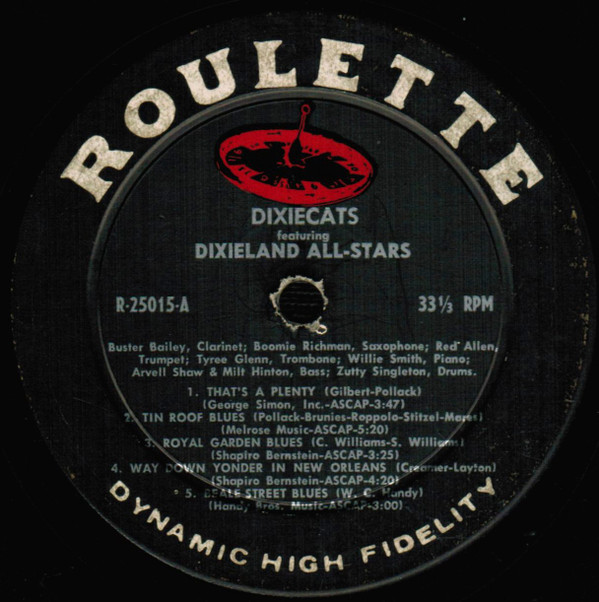 ROULETTE
DIXIECATS
featuring
DIXIELAND ALL-STARS
R-25015-A
33 1/3 RPM
Buster Bailey, Clarinet; Boomie Richman, Saxophone; Red Allen,
Trumpet; Tyree Glenn, Trombone; Willie Smith, Piano;
Arvell Shaw & Milt Hinton, Bass; Zutty Singleton, Drums.
1. THAT'S A PLENTY (Gilbert-Pollack)
(George Simon, Inc.-ASCAP-3:47)
2. TIN ROOF BLUES (Pollack-Brunies-Roppolo-Stitzel-Mares)
(Melrose Music-ASCAP-5:20)
3. ROYAL GARDEN BLUES (C. Williams-S. Williams)
(Shapiro Bernstein-ASCAP-3:25)
4. WAY DOWN YONDER IN NEW ORLEANS (Creamer-Layton)
(Shapiro Bernstein-ASCAP-4:20)
5. BEALE STREET BLUES (W. C. Handy)
(Handy Bros. Music-ASCAP-3:00)
DYNAMIC HIGH FIDELITY